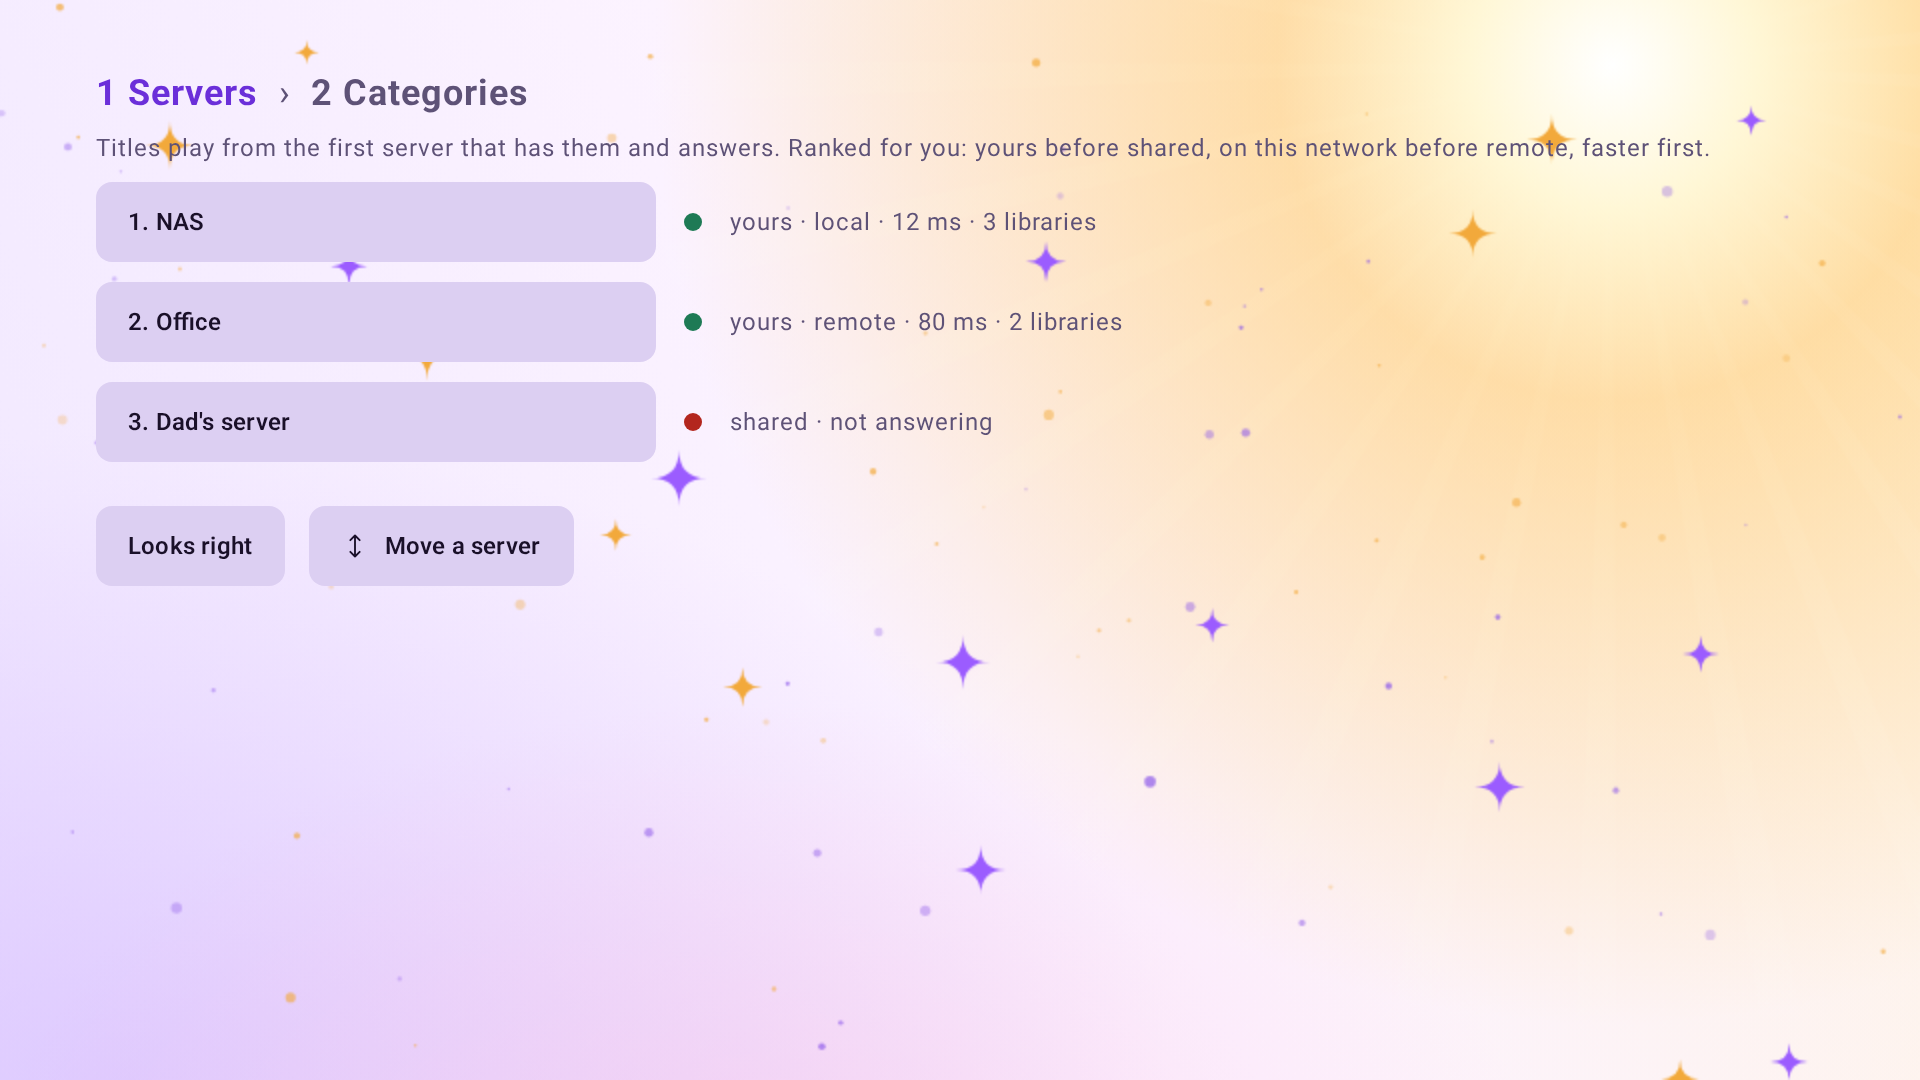 1 Servers › 2 Categories
Titles play from the first server that has them and answers. Ranked for you: yours before shared, on this network before remote, faster first.
1. NAS yours · local · 12 ms · 3 libraries
2. Office yours · remote · 80 ms · 2 libraries
3. Dad's server shared · not answering
Looks right ↕ Move a server